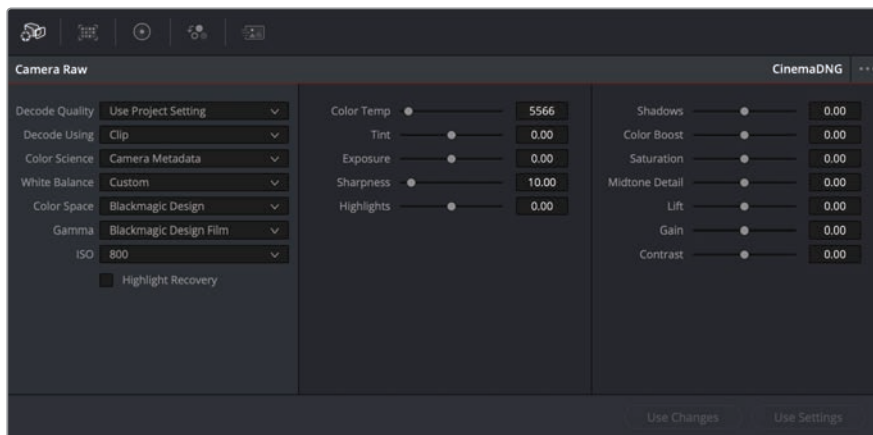 Camera Raw CinemaDNG
Decode Quality Use Project Setting
Decode Using Clip
Color Science Camera Metadata
White Balance Custom
Color Space Blackmagic Design
Gamma Blackmagic Design Film
ISO 800
Highlight Recovery
Color Temp 5566
Tint 0.00
Exposure 0.00
Sharpness 10.00
Highlights 0.00
Shadows 0.00
Color Boost 0.00
Saturation 0.00
Midtone Detail 0.00
Lift 0.00
Gain 0.00
Contrast 0.00
Use Changes Use Settings